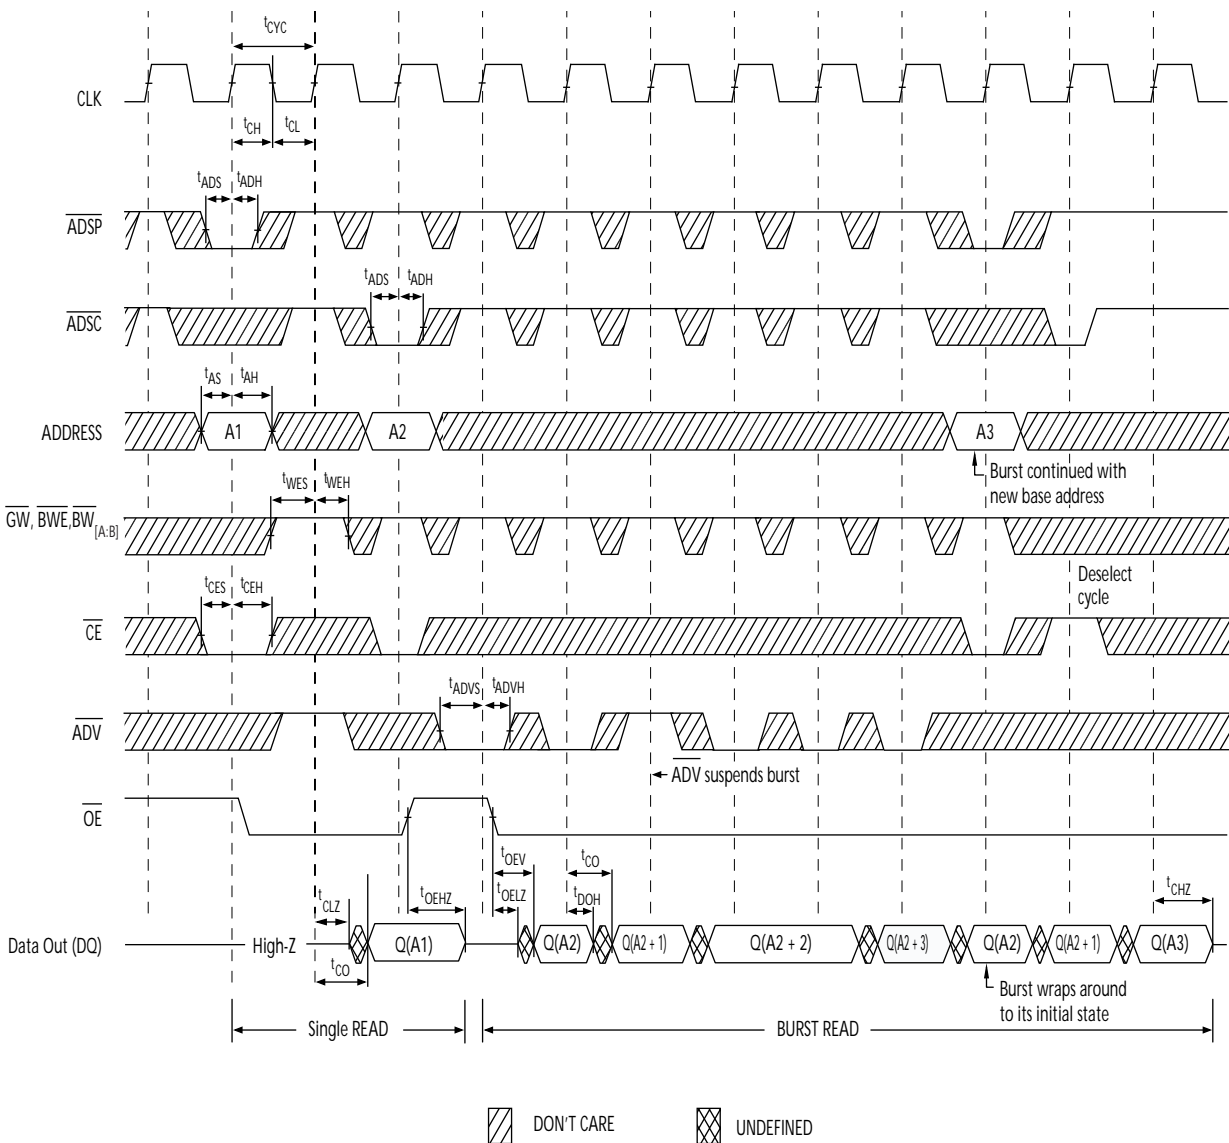 tCYC
CLK
tCH
tCL
tADS
tADH
ADSP
tADS
tADH
ADSC
tAS
tAH
ADDRESS
A1
A2
A3
Burst continued with
new base address
tWES
tWEH
GW, BWE,BW[A:B]
Deselect
cycle
tCES
tCEH
CE
tADVS
tADVH
ADV
ADV suspends burst
OE
tOEV
tCO
tCLZ
tOEHZ
tOELZ
tDOH
tCHZ
Data Out (DQ)
High-Z
Q(A1)
Q(A2)
Q(A2 + 1)
Q(A2 + 2)
Q(A2 + 3)
Q(A2)
Q(A2 + 1)
Q(A3)
tCO
Burst wraps around
to its initial state
Single READ
BURST READ
DON'T CARE
UNDEFINED